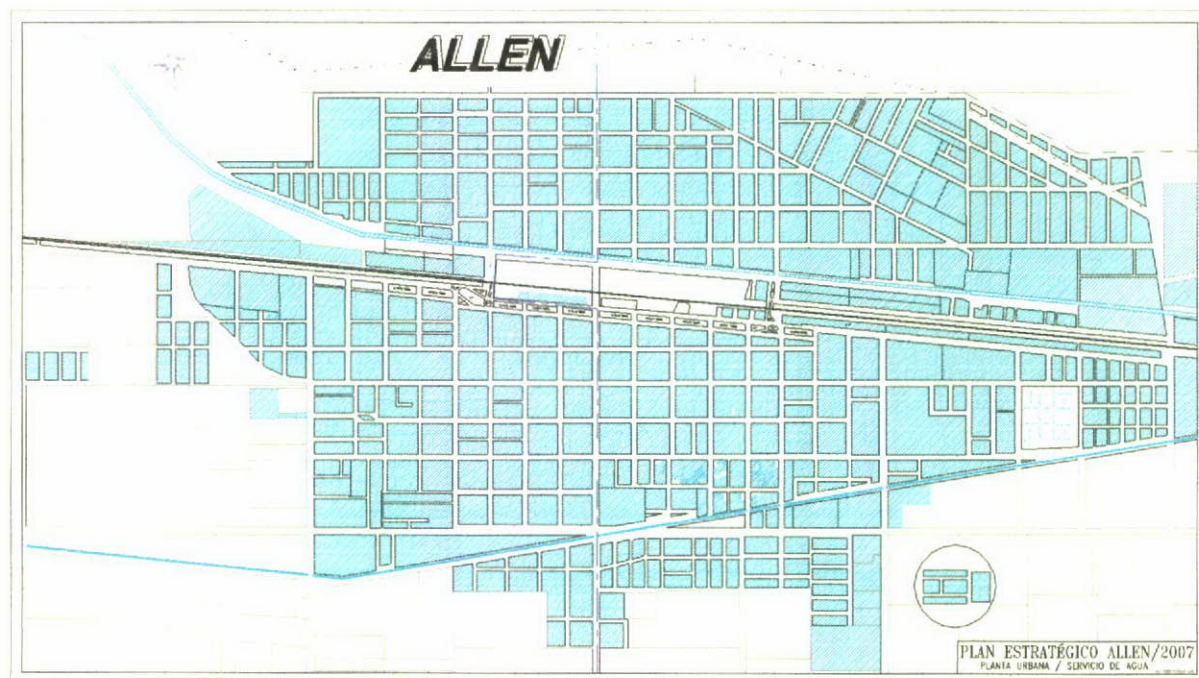 ALLEN
PLAN ESTRATÉGICO ALLEN/2007
PLANTA URBANA / SERVICIO DE AGUA